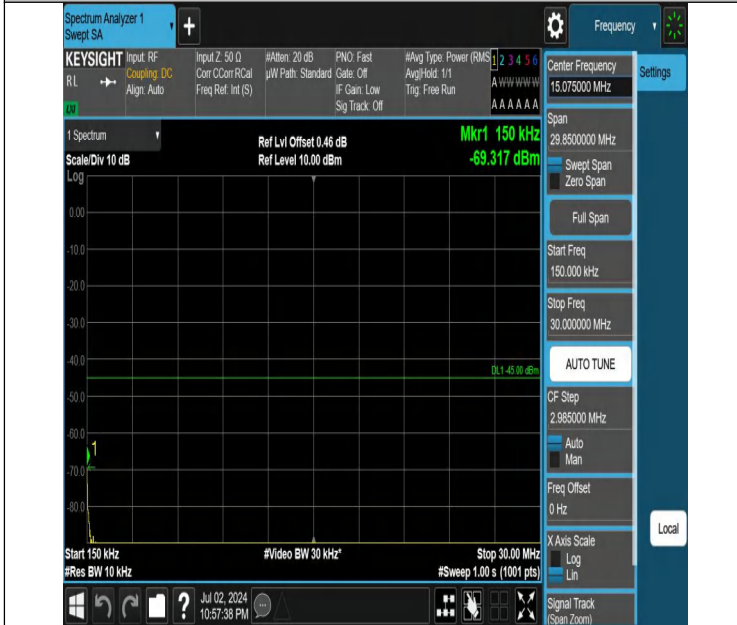 Spectrum Analyzer 1
Swept SA
+
Frequency
KEYSIGHT
RL
Input: RF
Coupling: DC
Align: Auto
Input Z: 50 Ω
Corr CCorr RCal
Freq Ref: Int (S)
#Atten: 20 dB
µW Path: Standard
PNO: Fast
Gate: Off
IF Gain: Low
Sig Track: Off
#Avg Type: Power (RMS
Avg|Hold: 1/1
Trig: Free Run
1 2 3 4 5 6
A W W W W W
A A A A A A
1 Spectrum
Scale/Div 10 dB
Log
Ref Lvl Offset 0.46 dB
Ref Level 10.00 dBm
Mkr1 150 kHz
-69.317 dBm
0.00
-10.0
-20.0
-30.0
-40.0
-50.0
-60.0
-70.0
-80.0
DL1 -45.00 dBm
1
Start 150 kHz
#Res BW 10 kHz
#Video BW 30 kHz*
Stop 30.00 MHz
#Sweep 1.00 s (1001 pts)
Center Frequency
15.075000 MHz
Settings
Span
29.8500000 MHz
Swept Span
Zero Span
Full Span
Start Freq
150.000 kHz
Stop Freq
30.000000 MHz
AUTO TUNE
CF Step
2.985000 MHz
Auto
Man
Freq Offset
0 Hz
X Axis Scale
Log
Lin
Local
Signal Track
(Span Zoom)
?
Jul 02, 2024
10:57:38 PM